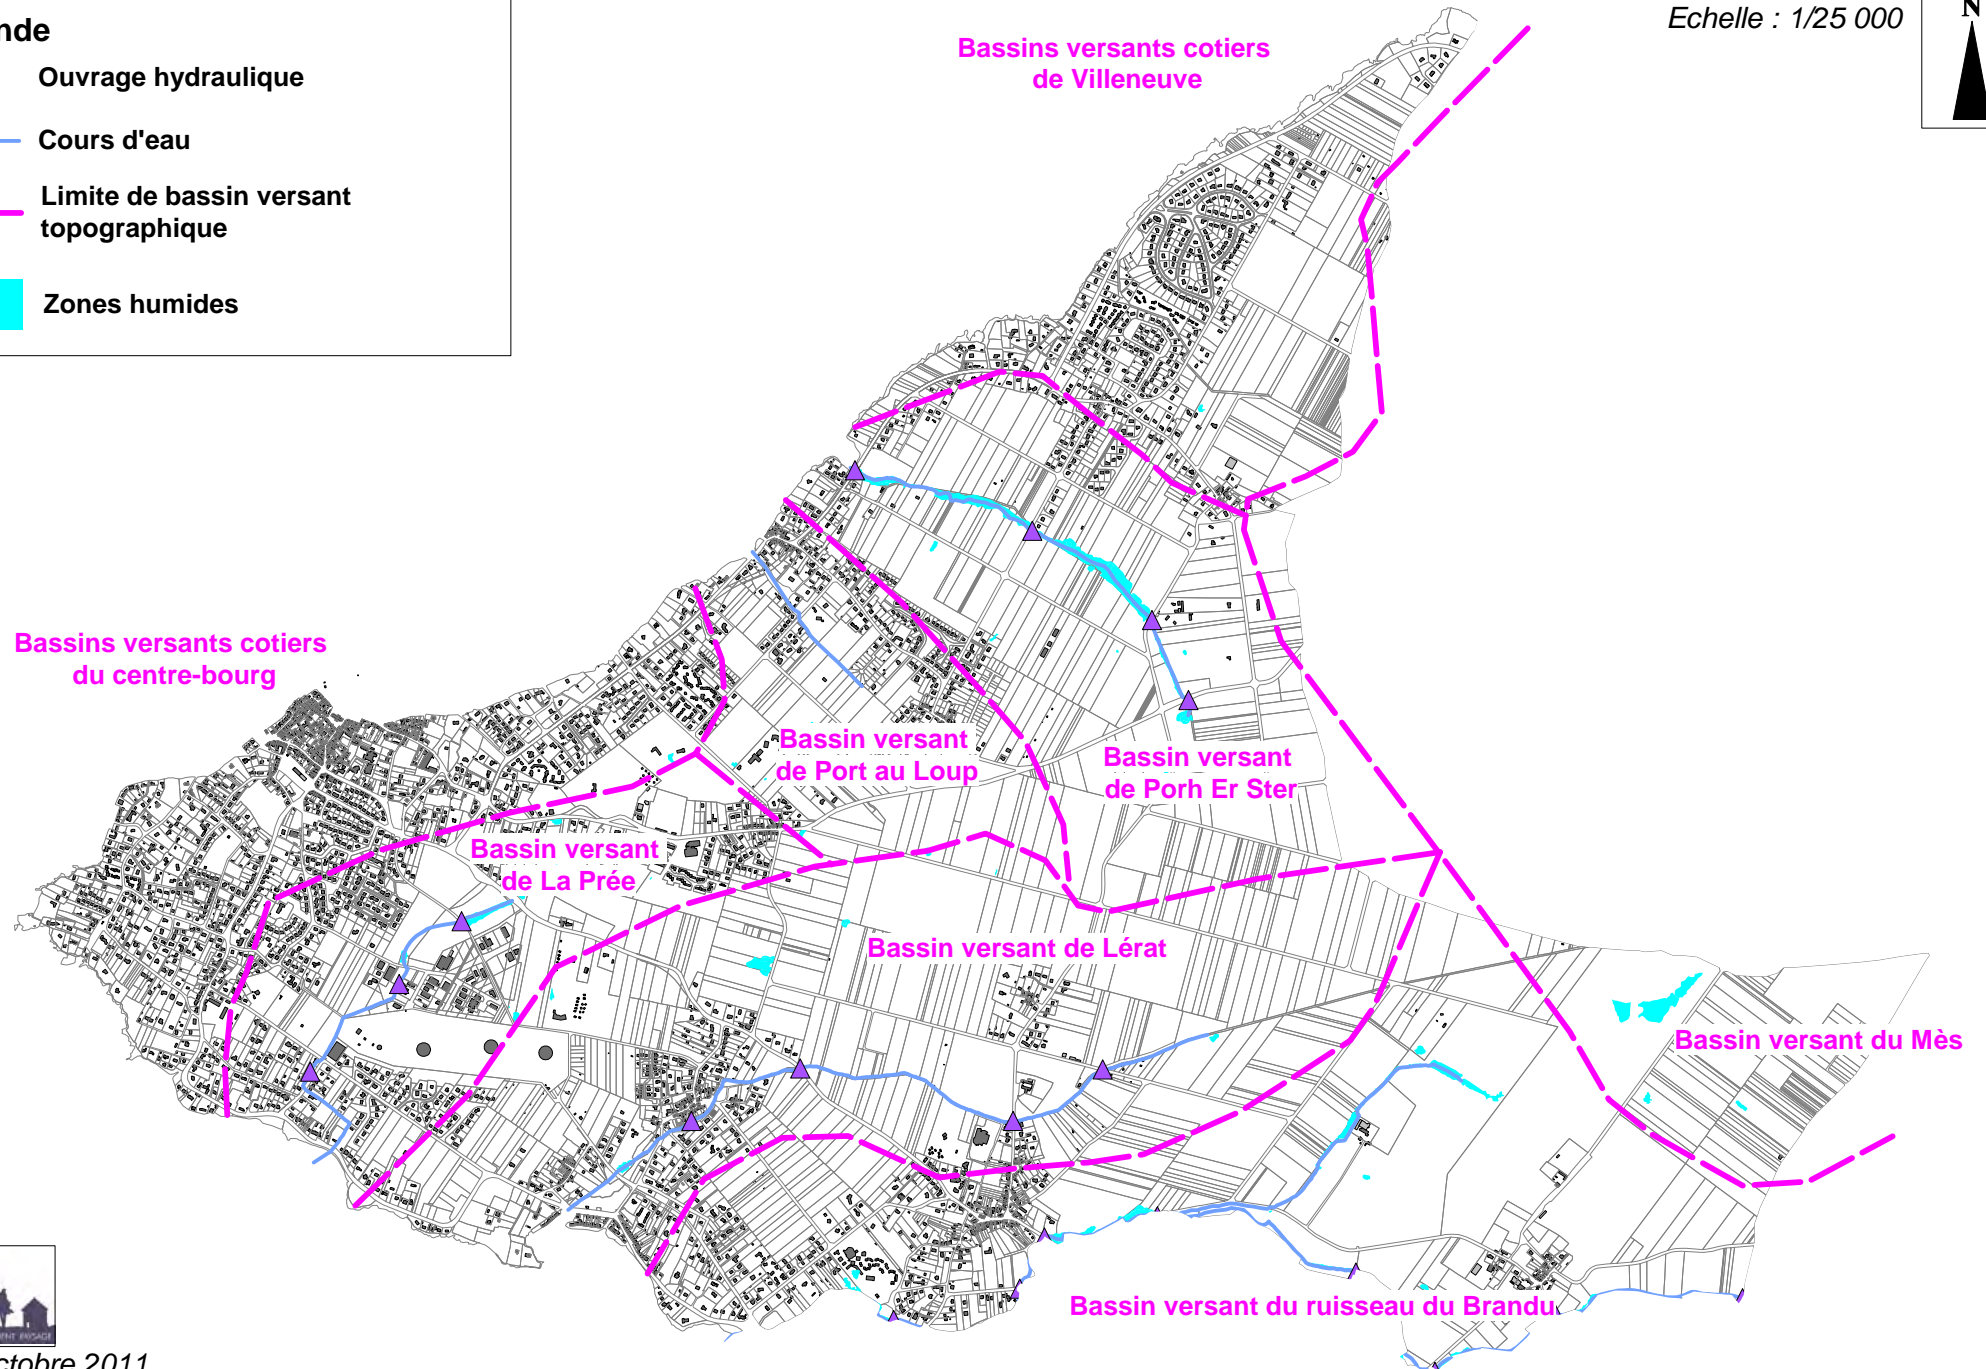 nde
Ouvrage hydraulique
Cours d'eau
Limite de bassin versant
topographique
Zones humides
Echelle : 1/25 000
N
Bassins versants cotiers
de Villeneuve
Bassins versants cotiers
du centre-bourg
Bassin versant
de Port au Loup
Bassin versant
de Porh Er Ster
Bassin versant
de La Prée
Bassin versant de Lérat
Bassin versant du Mès
Bassin versant du ruisseau du Brandu
PAYSAGE
ctobre 2011